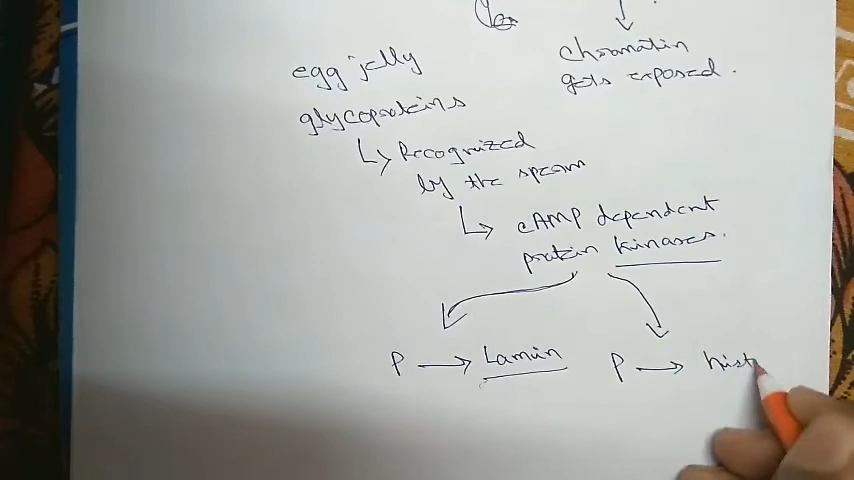 egg jelly
glycoproteins
↳ Recognized
by the sperm
↳ cAMP dependent
protein kinases.
P → Lamin
P → hist
chromatin
gets exposed.